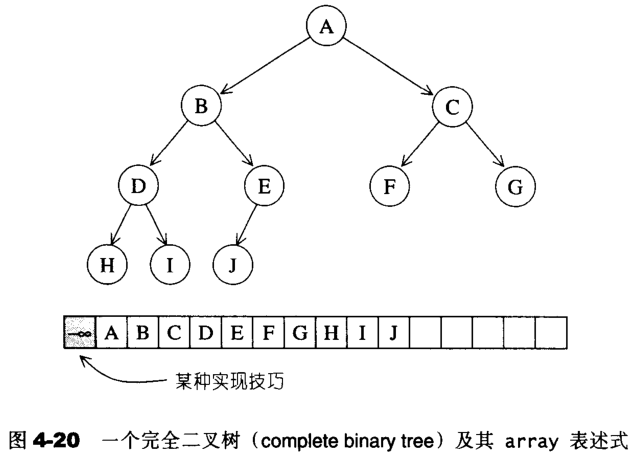 A
B C
D E F G
H I J
-∞ A B C D E F G H I J
某种实现技巧
图 4-20 一个完全二叉树（complete binary tree）及其 array 表述式